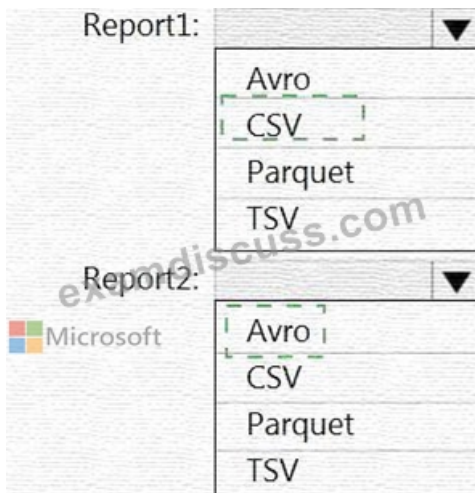 Report1:
Avro
CSV
Parquet
TSV
examdiscuss.com
Report2:
Microsoft
Avro
CSV
Parquet
TSV